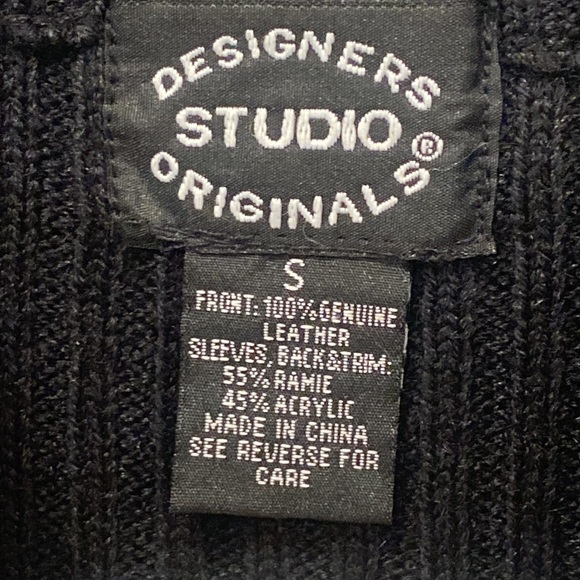 DESIGNERS
STUDIO
ORIGINALS®
S
FRONT: 100% GENUINE
LEATHER
SLEEVES, BACK & TRIM:
55% RAMIE
45% ACRYLIC
MADE IN CHINA
SEE REVERSE FOR
CARE